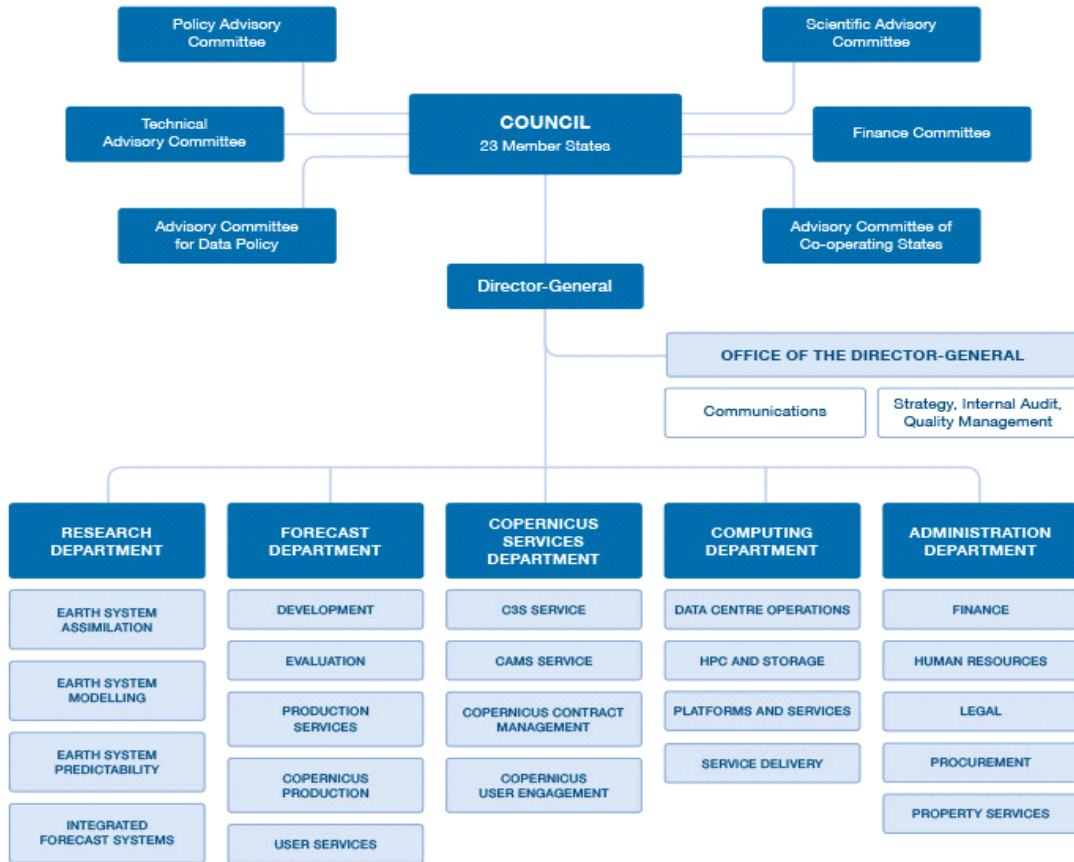 Policy Advisory
Committee
Scientific Advisory
Committee
Technical
Advisory Committee
COUNCIL
23 Member States
Finance Committee
Advisory Committee
for Data Policy
Advisory Committee of
Co-operating States
Director-General
OFFICE OF THE DIRECTOR-GENERAL
Communications
Strategy, Internal Audit,
Quality Management
RESEARCH
DEPARTMENT
EARTH SYSTEM
ASSIMILATION
EARTH SYSTEM
MODELLING
EARTH SYSTEM
PREDICTABILITY
INTEGRATED
FORECAST SYSTEMS
FORECAST
DEPARTMENT
DEVELOPMENT
EVALUATION
PRODUCTION
SERVICES
COPERNICUS
PRODUCTION
USER SERVICES
COPERNICUS
SERVICES
DEPARTMENT
C3S SERVICE
CAMS SERVICE
COPERNICUS CONTRACT
MANAGEMENT
COPERNICUS
USER ENGAGEMENT
COMPUTING
DEPARTMENT
DATA CENTRE OPERATIONS
HPC AND STORAGE
PLATFORMS AND SERVICES
SERVICE DELIVERY
ADMINISTRATION
DEPARTMENT
FINANCE
HUMAN RESOURCES
LEGAL
PROCUREMENT
PROPERTY SERVICES